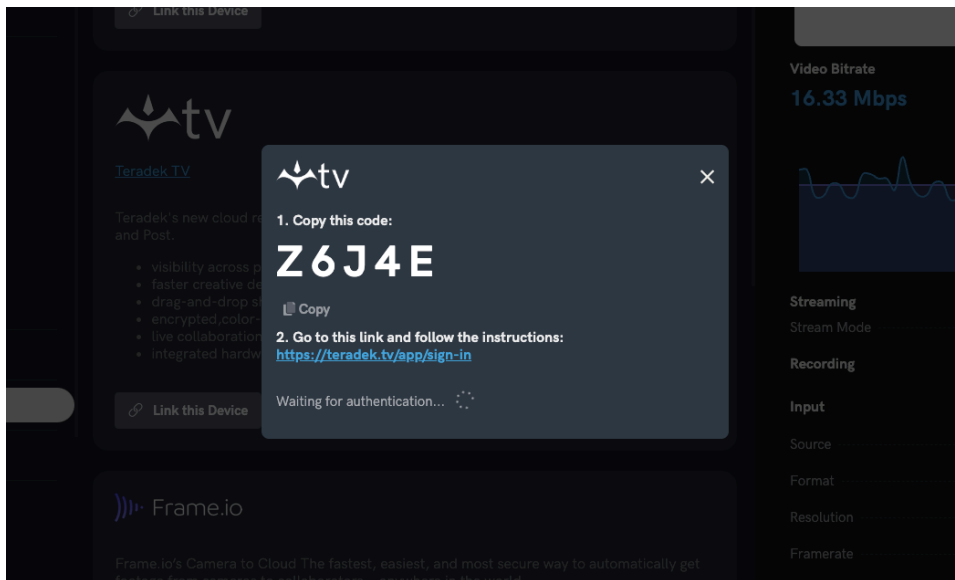 Link this Device
Video Bitrate
16.33 Mbps
tv
Teradek TV
Teradek's new cloud re
and Post.
visibility across p
faster creative de
drag-and-drop s
encrypted,color-
live collaboration
integrated hardw
Link this Device
tv
1. Copy this code:
Z6J4E
Copy
2. Go to this link and follow the instructions:
https://teradek.tv/app/sign-in
Waiting for authentication...
Frame.io
Frame.io's Camera to Cloud The fastest, easiest, and most secure way to automatically get
Streaming
Stream Mode
Recording
Input
Source
Format
Resolution
Framerate